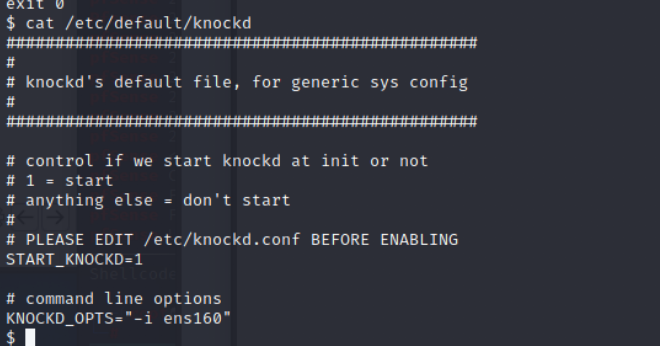 exit 0
$ cat /etc/default/knockd
################################################
#
# knockd's default file, for generic sys config
#
################################################
# control if we start knockd at init or not
# 1 = start
# anything else = don't start
#
# PLEASE EDIT /etc/knockd.conf BEFORE ENABLING
START_KNOCKD=1
Shellcode
# command line options
KNOCKD_OPTS="-i ens160"
$